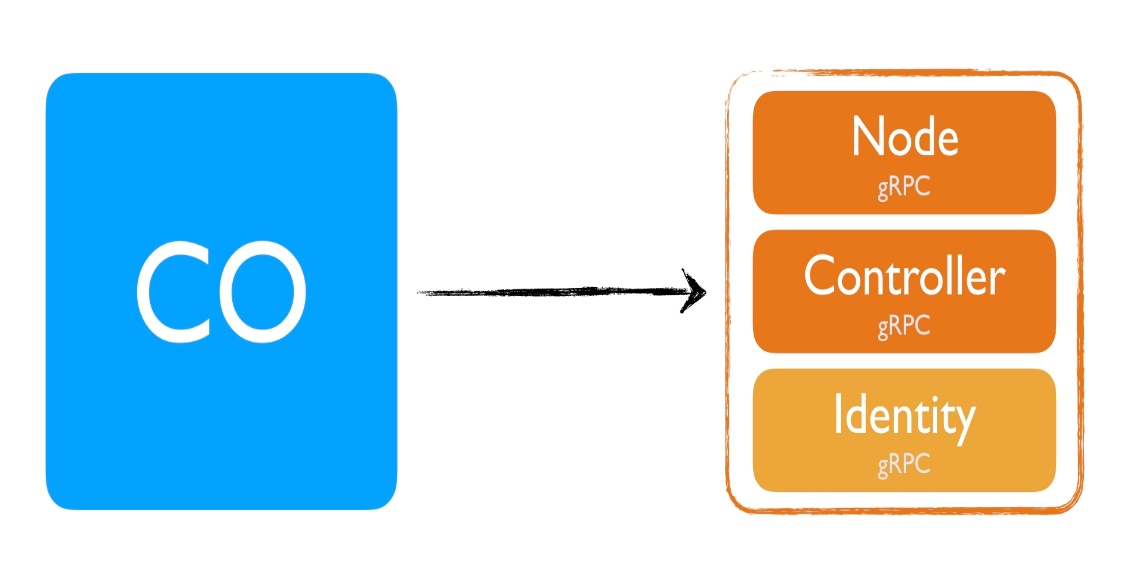 CO
Node
gRPC
Controller
gRPC
Identity
gRPC